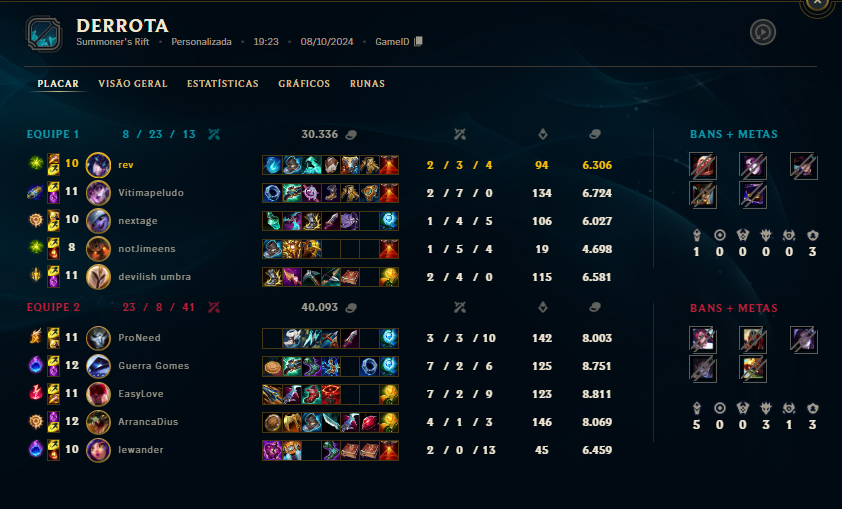 DERROTA
Summoner's Rift • Personalizada • 19:23 • 08/10/2024 • GameID
PLACAR VISÃO GERAL ESTATÍSTICAS GRÁFICOS RUNAS
EQUIPE 1 8 / 23 / 13 30.336 BANS + METAS
10 rev 2 / 3 / 4 94 6.306
11 Vitimapeludo 2 / 7 / 0 134 6.724
10 nextage 1 / 4 / 5 106 6.027
8 notJimeens 1 / 5 / 4 19 4.698
11 devilish umbra 2 / 4 / 0 115 6.581
1 0 0 0 0 3
EQUIPE 2 23 / 8 / 41 40.093 BANS + METAS
11 ProNeed 3 / 3 / 10 142 8.003
12 Guerra Gomes 7 / 2 / 6 125 8.751
11 EasyLove 7 / 2 / 9 123 8.811
12 ArrancaDius 4 / 1 / 3 146 8.069
10 lewander 2 / 0 / 13 45 6.459
5 0 0 3 1 3